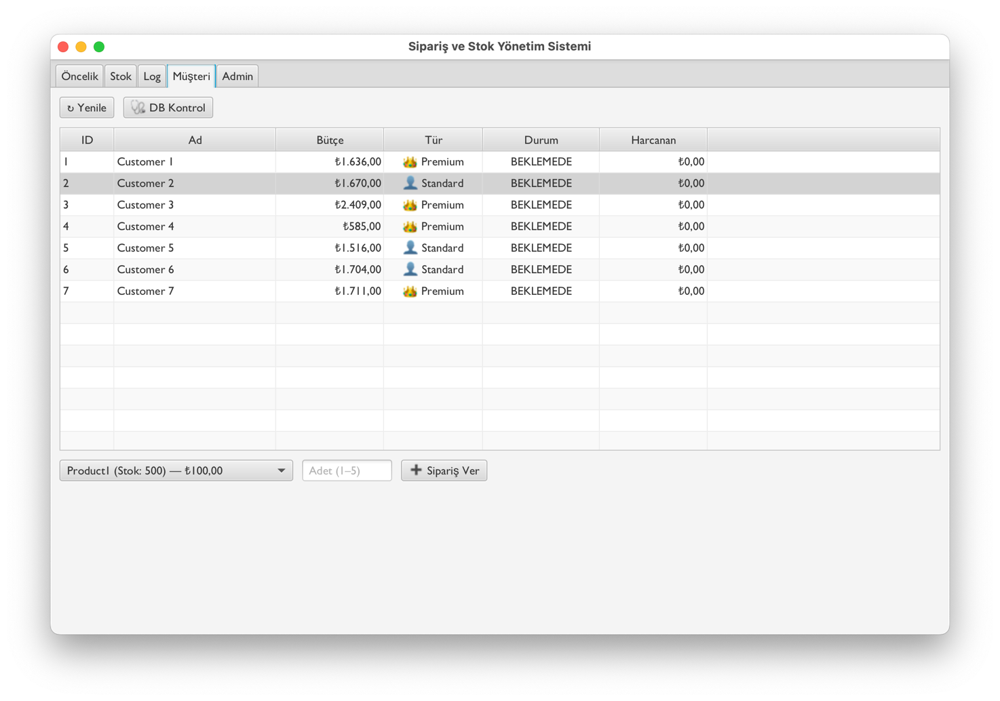 Sipariş ve Stok Yönetim Sistemi
Öncelik Stok Log Müşteri Admin
↻ Yenile DB Kontrol
ID Ad Bütçe Tür Durum Harcanan
1 Customer 1 ₺1.636,00 Premium BEKLEMEDE ₺0,00
2 Customer 2 ₺1.670,00 Standard BEKLEMEDE ₺0,00
3 Customer 3 ₺2.409,00 Premium BEKLEMEDE ₺0,00
4 Customer 4 ₺585,00 Premium BEKLEMEDE ₺0,00
5 Customer 5 ₺1.516,00 Standard BEKLEMEDE ₺0,00
6 Customer 6 ₺1.704,00 Standard BEKLEMEDE ₺0,00
7 Customer 7 ₺1.711,00 Premium BEKLEMEDE ₺0,00
Product1 (Stok: 500) — ₺100,00 Adet (1–5) ➕ Sipariş Ver